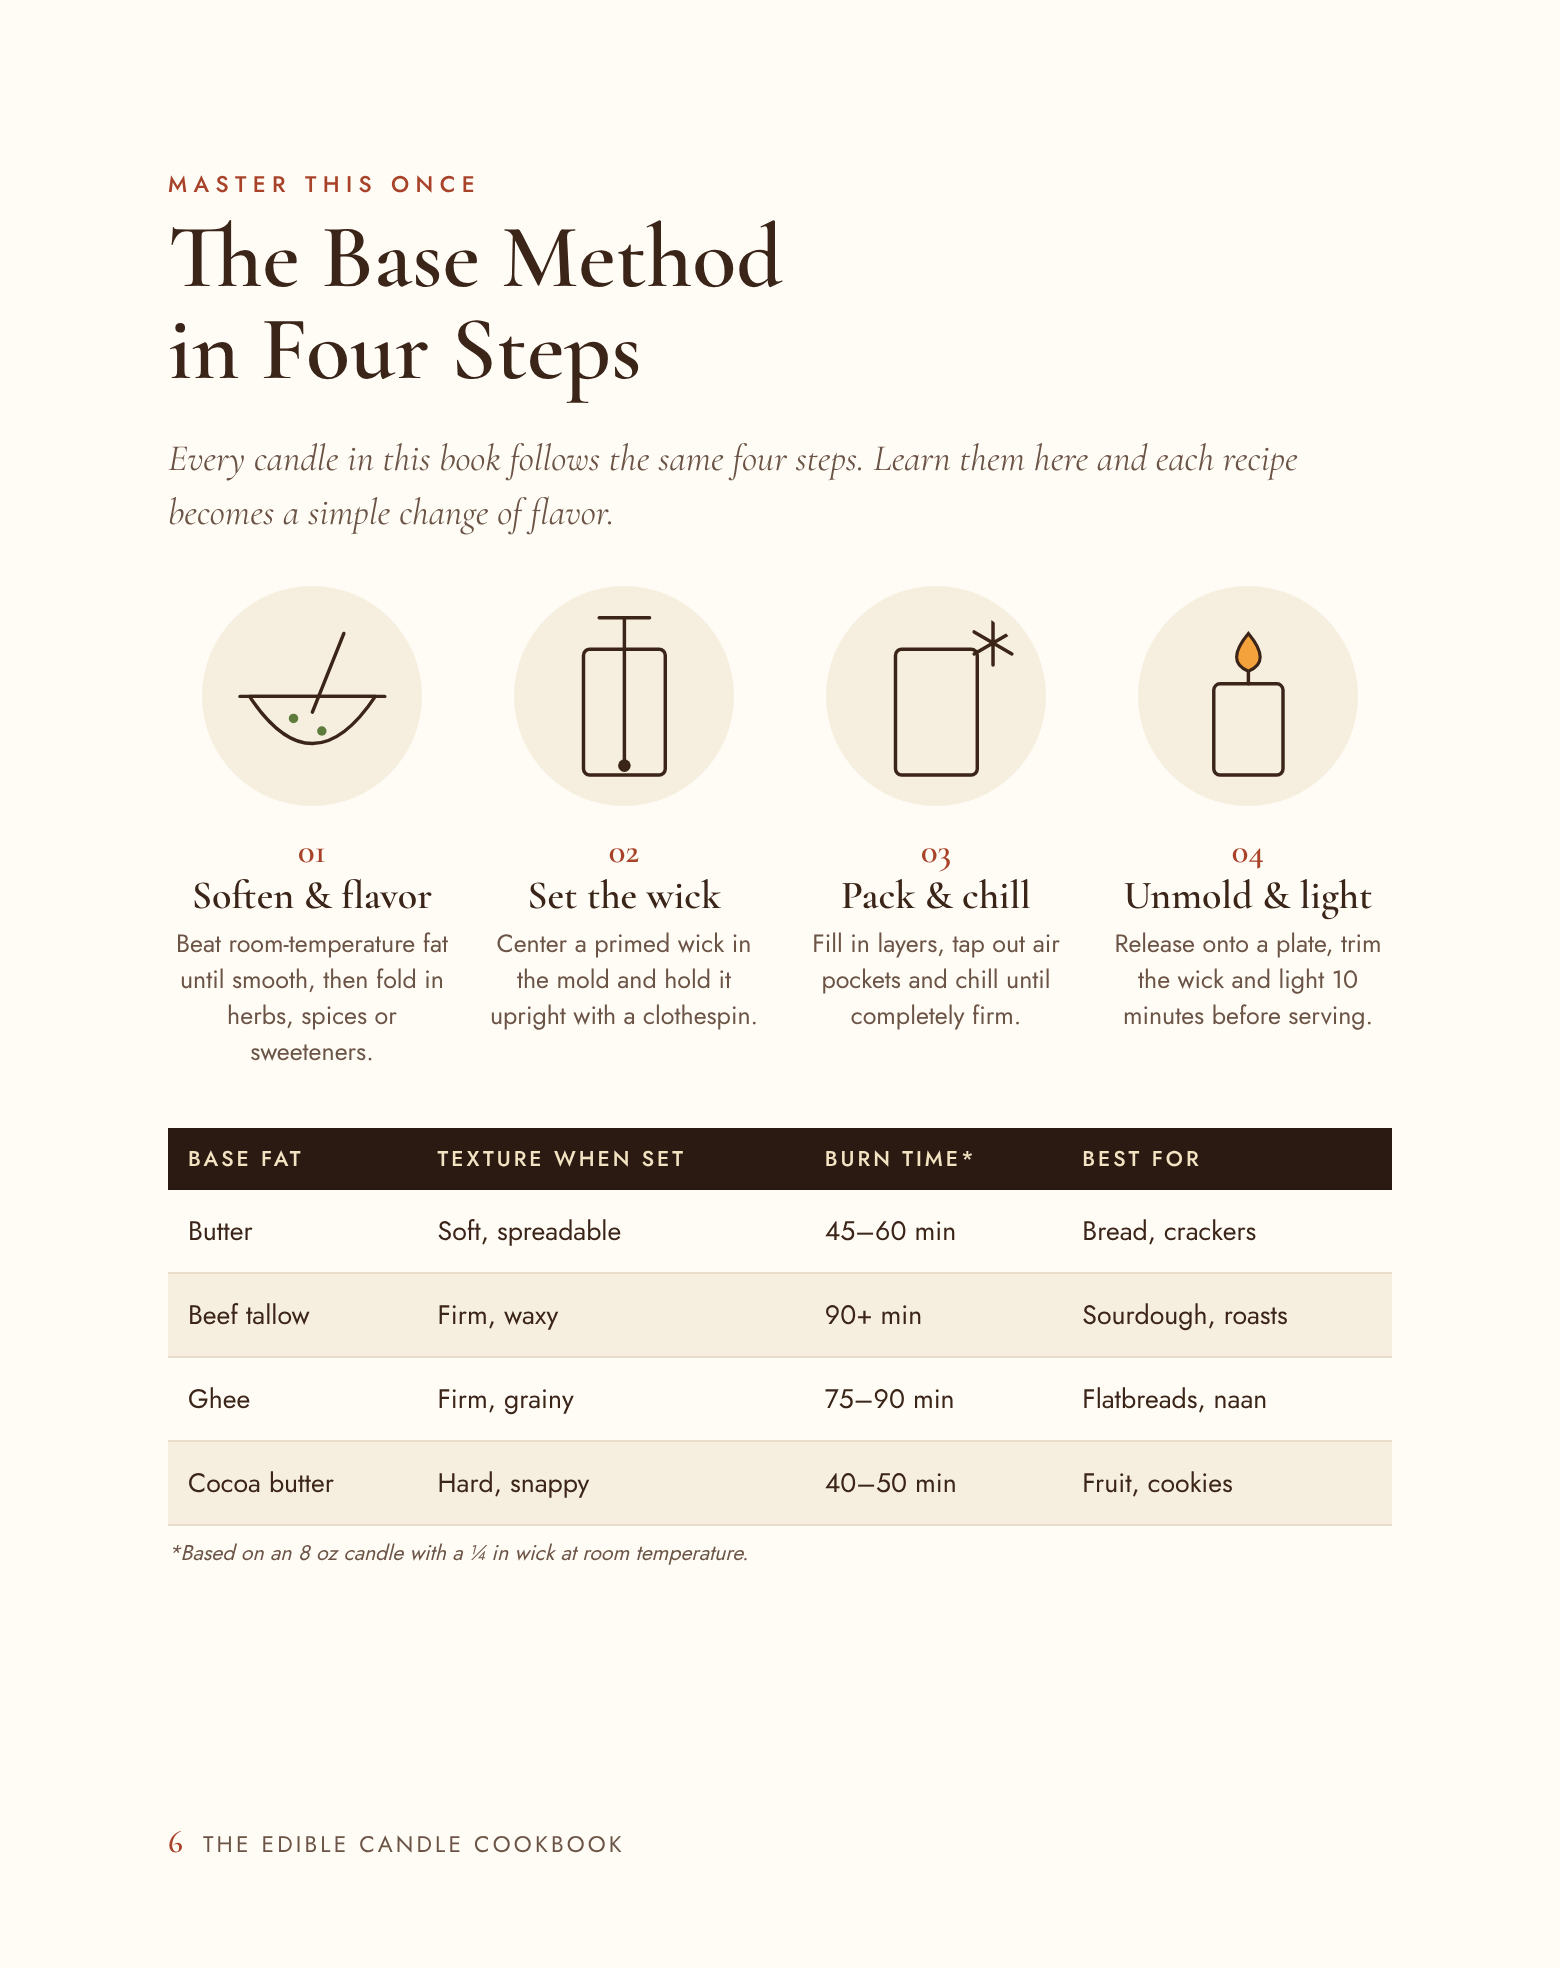 MASTER THIS ONCE
The Base Method
in Four Steps
Every candle in this book follows the same four steps. Learn them here and each recipe
becomes a simple change of flavor.
01
Soften & flavor
Beat room-temperature fat
until smooth, then fold in
herbs, spices or
sweeteners.
02
Set the wick
Center a primed wick in
the mold and hold it
upright with a clothespin.
03
Pack & chill
Fill in layers, tap out air
pockets and chill until
completely firm.
04
Unmold & light
Release onto a plate, trim
the wick and light 10
minutes before serving.
BASE FAT TEXTURE WHEN SET BURN TIME* BEST FOR
Butter Soft, spreadable 45–60 min Bread, crackers
Beef tallow Firm, waxy 90+ min Sourdough, roasts
Ghee Firm, grainy 75–90 min Flatbreads, naan
Cocoa butter Hard, snappy 40–50 min Fruit, cookies
*Based on an 8 oz candle with a ¼ in wick at room temperature.
6 THE EDIBLE CANDLE COOKBOOK